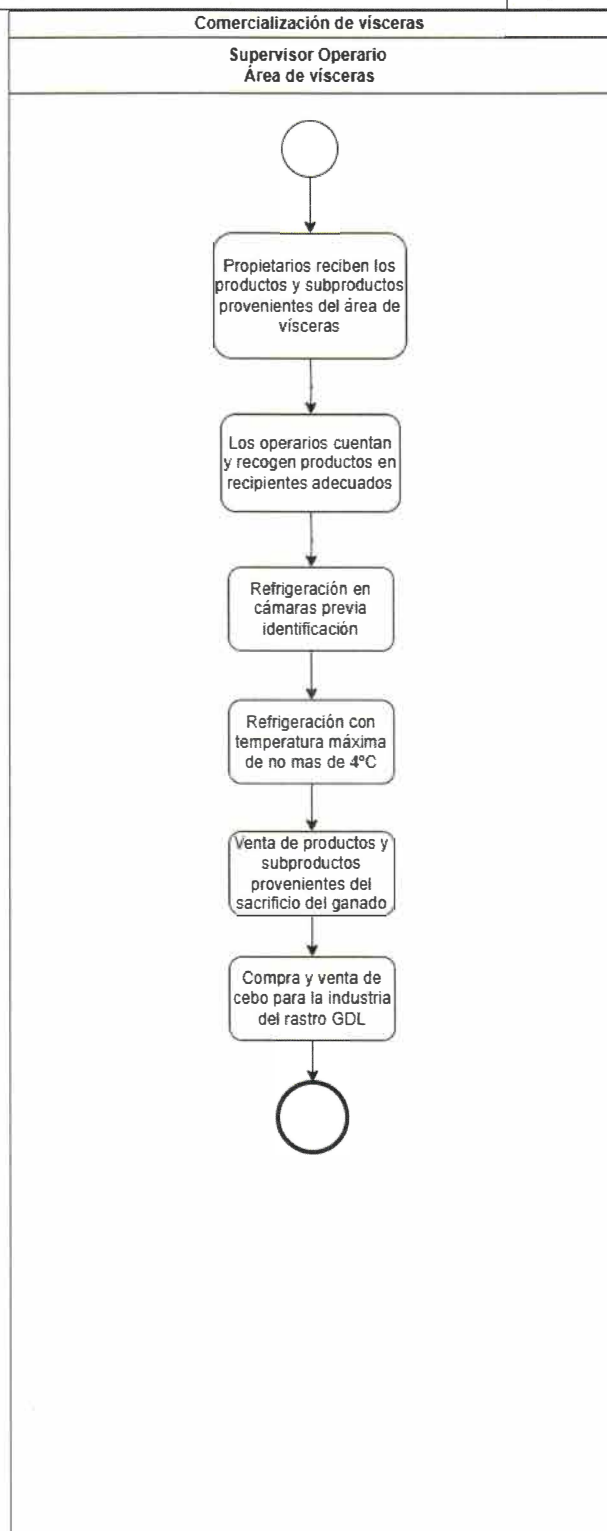 Comercialización de vísceras
Supervisor Operario
Área de vísceras
Propietarios reciben los
productos y subproductos
provenientes del área de
vísceras
Los operarios cuentan
y recogen productos en
recipientes adecuados
Refrigeración en
cámaras previa
identificación
Refrigeración con
temperatura máxima
de no mas de 4ºC
Venta de productos y
subproductos
provenientes del
sacrificio del ganado
Compra y venta de
cebo para la industria
del rastro GDL